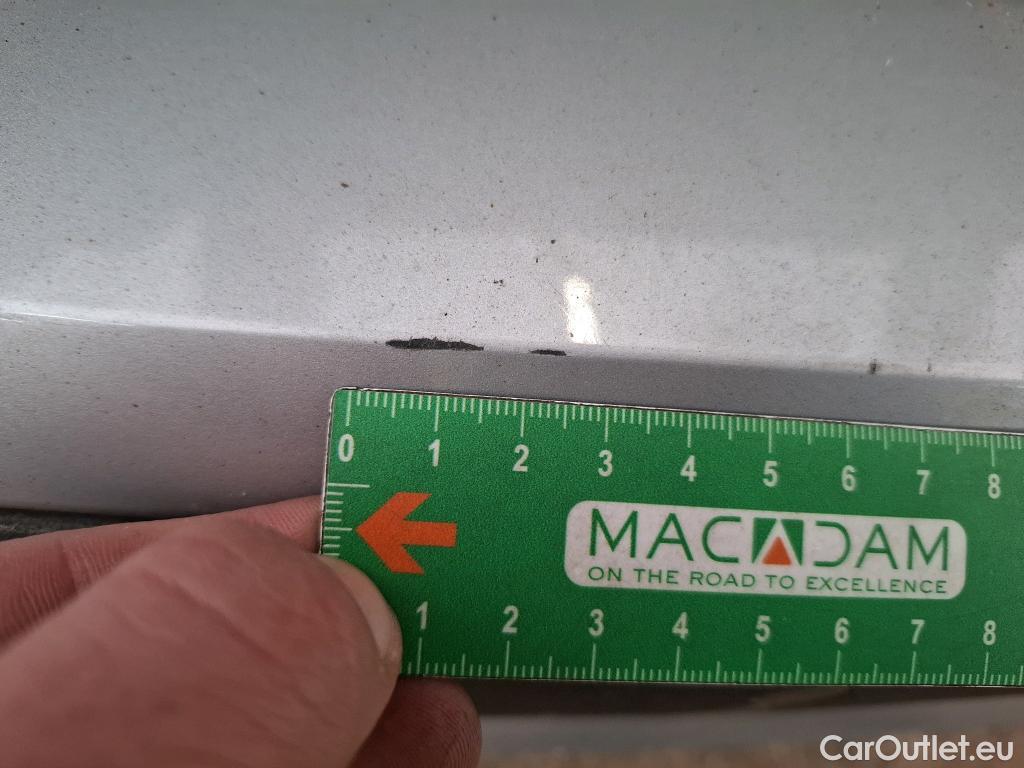 0 1 2 3 4 5 6 7 8
MACADAM
ON THE ROAD TO EXCELLENCE
1 2 3 4 5 6 7 8
CarOutlet.eu